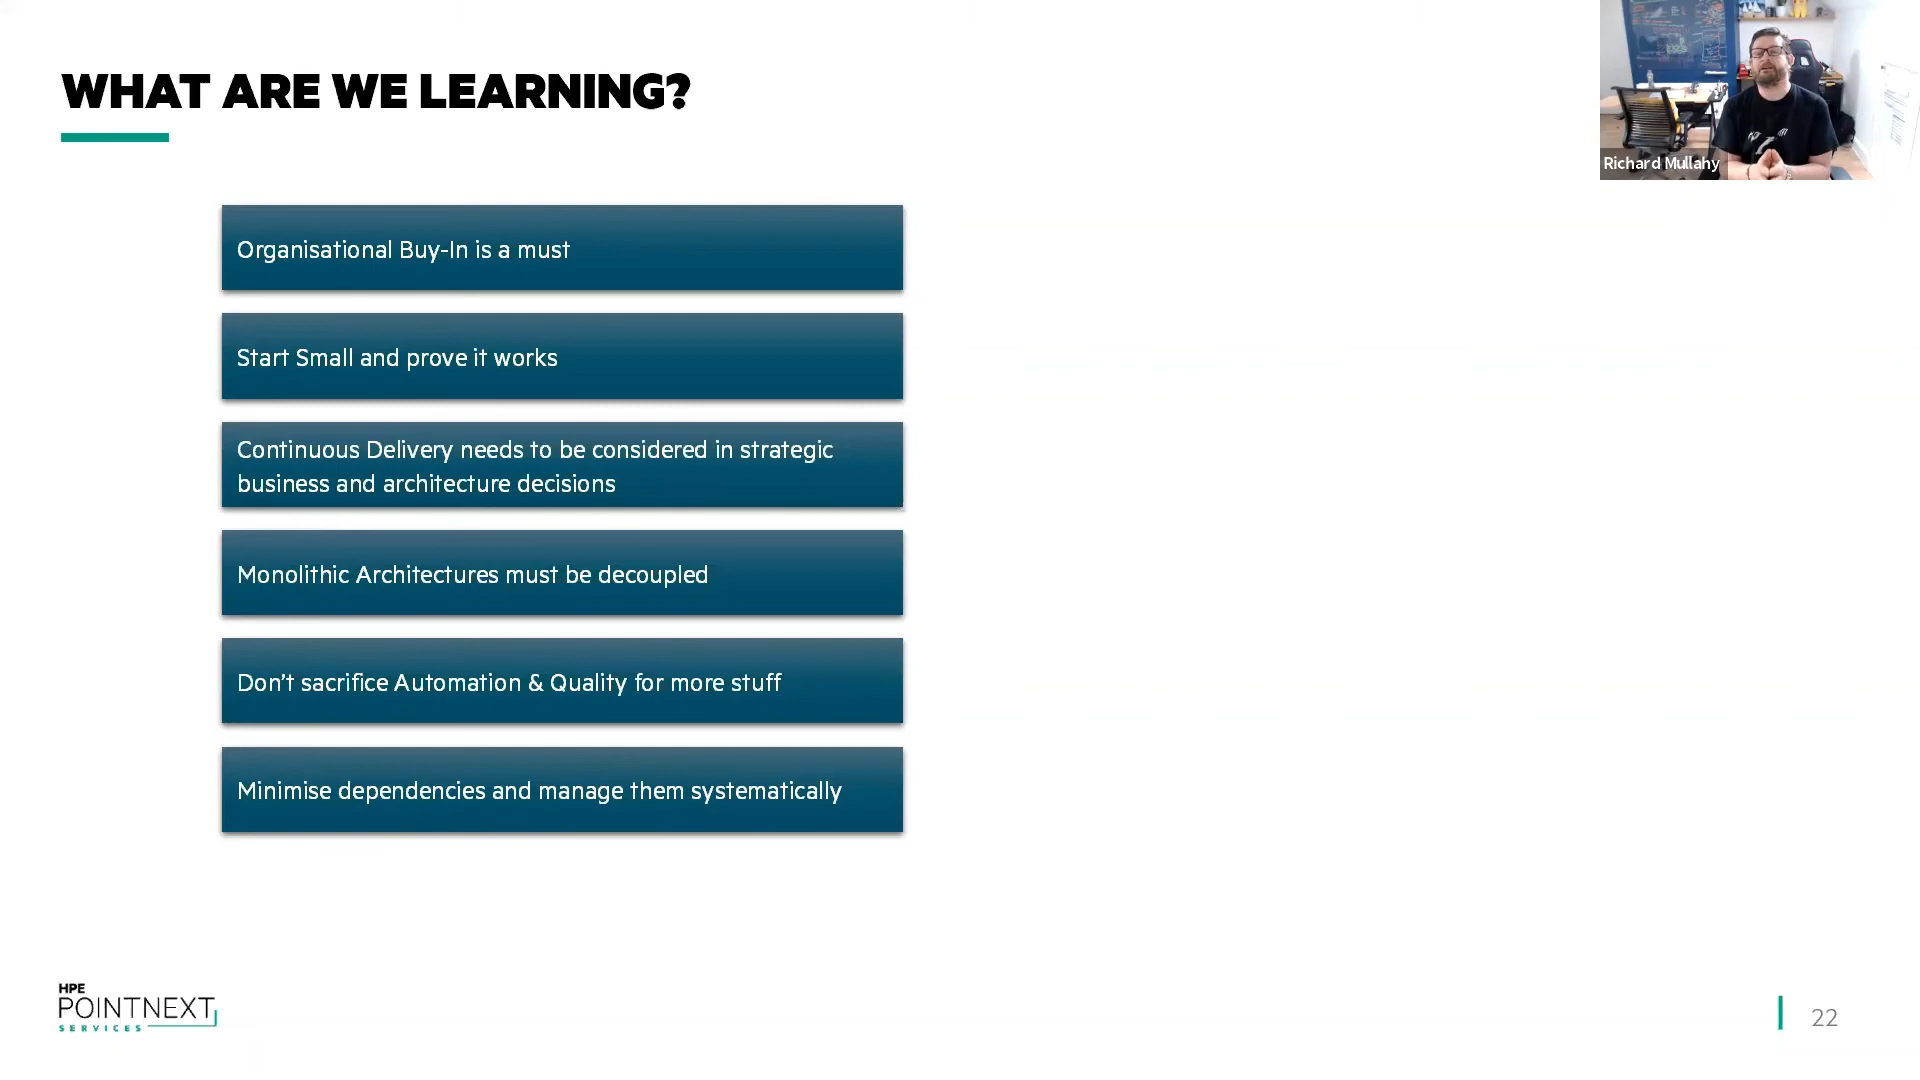 WHAT ARE WE LEARNING?
Richard Mullahy
Organisational Buy-In is a must
Start Small and prove it works
Continuous Delivery needs to be considered in strategic
business and architecture decisions
Monolithic Architectures must be decoupled
Don’t sacrifice Automation & Quality for more stuff
Minimise dependencies and manage them systematically
HPE
POINTNEXT
SERVICES
22